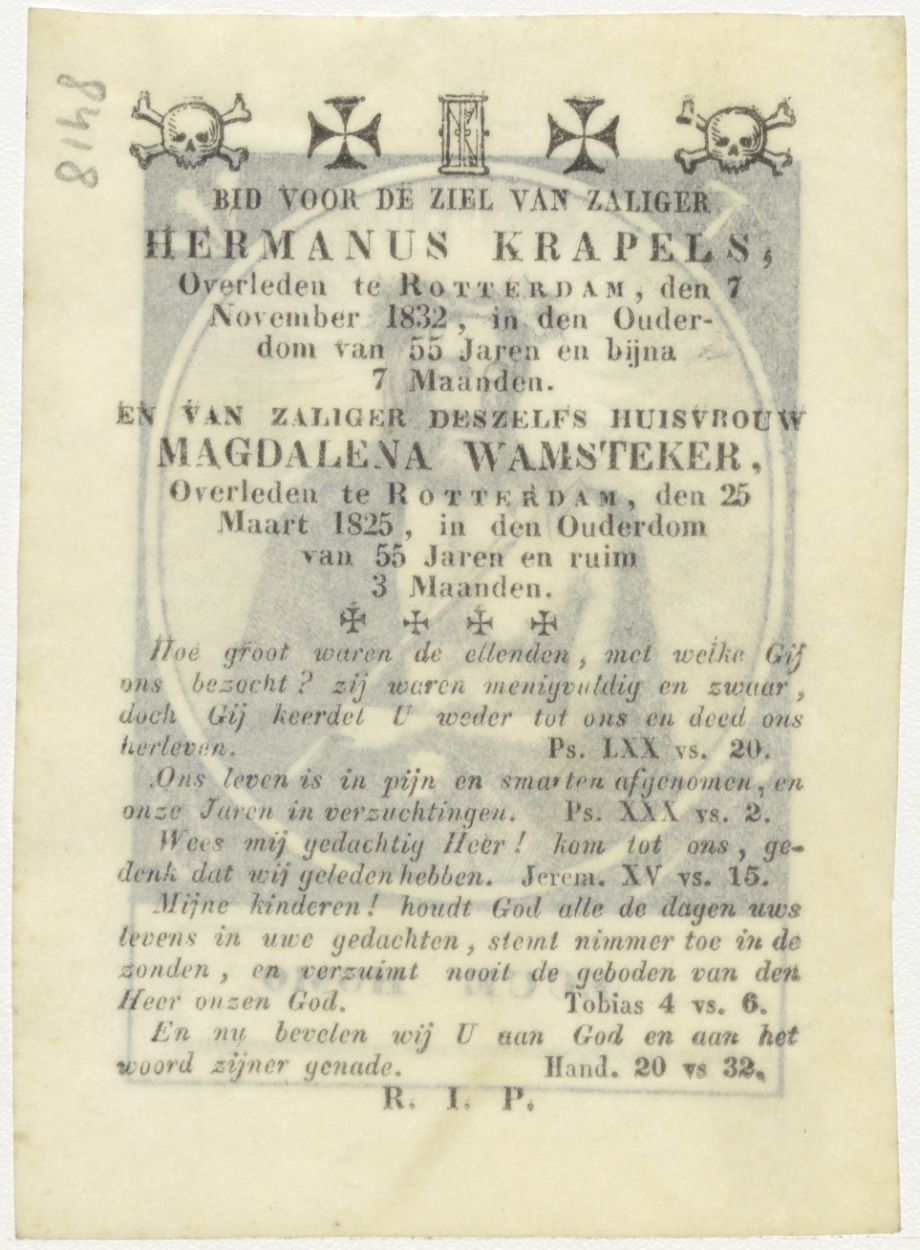 8148
BID VOOR DE ZIEL VAN ZALIGER
HERMANUS KRAPELS,
Overleden te ROTTERDAM, den 7
November 1832, in den Ouder-
dom van 55 Jaren en bijna
7 Maanden.
EN VAN ZALIGER DESZELFS HUISVROUW
MAGDALENA WAMSTEKER,
Overleden te ROTTERDAM, den 25
Maart 1825, in den Ouderdom
van 55 Jaren en ruim
3 Maanden.
Hoe groot waren de ellenden, met welke Gij
ons bezocht? zij waren menigvuldig en zwaar,
doch Gij keerdet U weder tot ons en deed ons
herleven. Ps. LXX vs. 20.
Ons leven is in pijn en smarten afgenomen, en
onze Jaren in verzuchtingen. Ps. XXX vs. 2.
Wees mij gedachtig Heer! kom tot ons, ge-
denk dat wij geleden hebben. Jerem. XV vs. 15.
Mijne kinderen! houdt God alle de dagen uws
levens in uwe gedachten, stemt nimmer toe in de
zonden, en verzuimt nooit de geboden van den
Heer onzen God. Tobias 4 vs. 6.
En nu bevelen wij U aan God en aan het
woord zijner genade. Hand. 20 vs 32.
R. I. P.